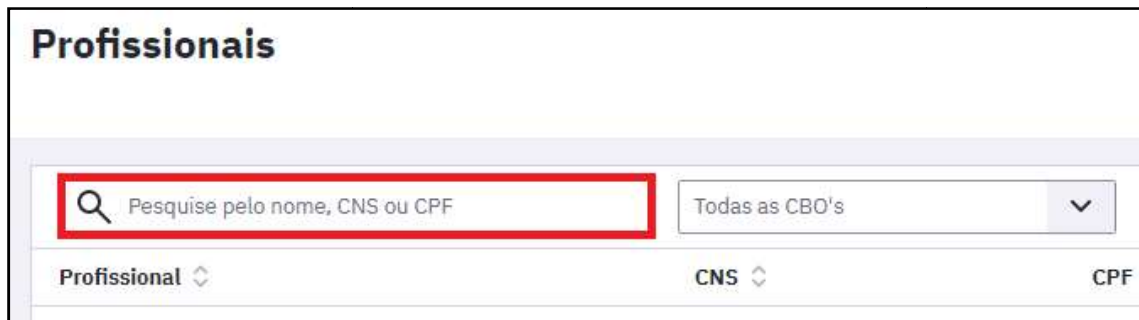 Profissionais
Pesquise pelo nome, CNS ou CPF
Todas as CBO's
Profissional
CNS
CPF